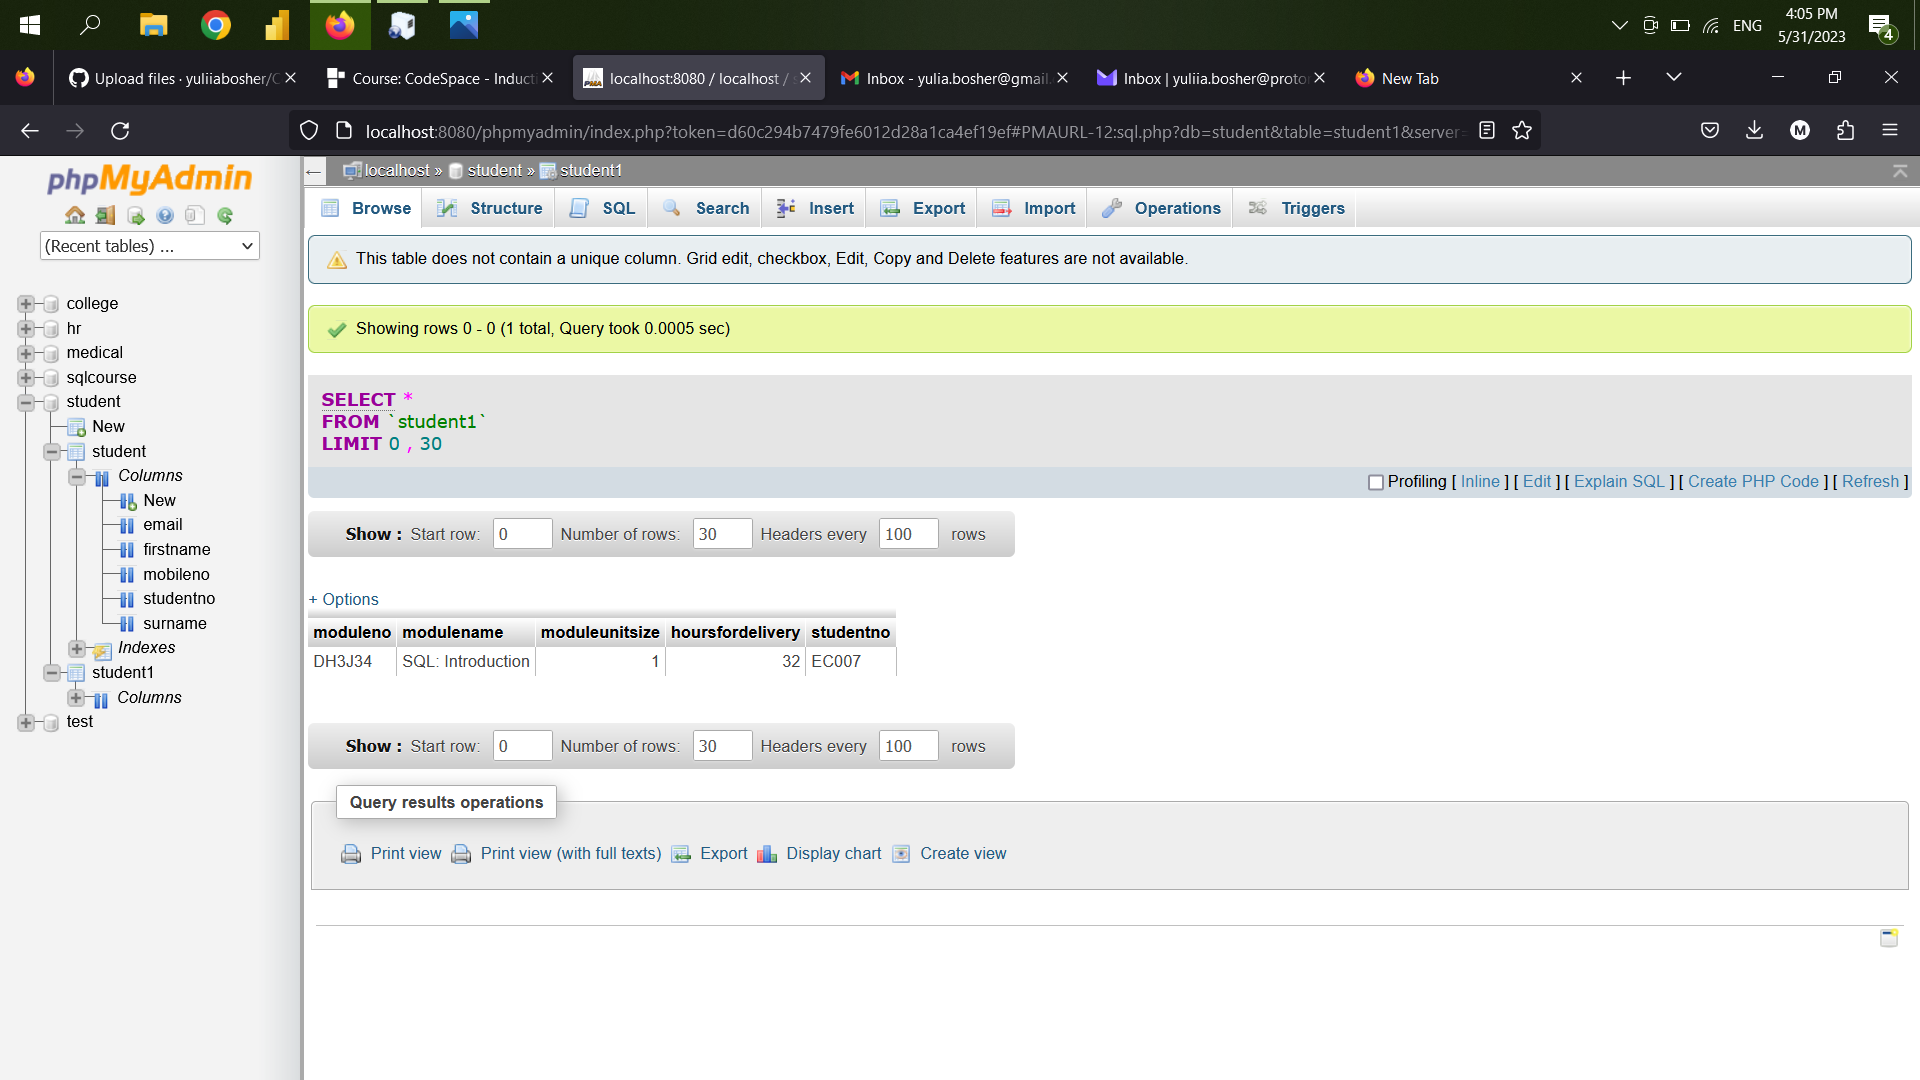 ENG
4:05 PM
5/31/2023
4
Upload files · yuliiabosher/C
Course: CodeSpace - Inducti
localhost:8080 / localhost / s
Inbox - yulia.bosher@gmail.
Inbox | yuliia.bosher@proto
New Tab
localhost:8080/phpmyadmin/index.php?token=d60c294b7479fe6012d28a1ca4ef19ef#PMAURL-12:sql.php?db=student&table=student1&server=
M
phpMyAdmin
(Recent tables) ...
college
hr
medical
sqlcourse
student
New
student
Columns
New
email
firstname
mobileno
studentno
surname
Indexes
student1
Columns
test
localhost » student » student1
Browse Structure SQL Search Insert Export Import Operations Triggers
This table does not contain a unique column. Grid edit, checkbox, Edit, Copy and Delete features are not available.
Showing rows 0 - 0 (1 total, Query took 0.0005 sec)
SELECT *
FROM `student1`
LIMIT 0 , 30
Profiling [ Inline ] [ Edit ] [ Explain SQL ] [ Create PHP Code ] [ Refresh ]
Show : Start row: 0 Number of rows: 30 Headers every 100 rows
+ Options
moduleno modulename moduleunitsize hoursfordelivery studentno
DH3J34 SQL: Introduction 1 32 EC007
Show : Start row: 0 Number of rows: 30 Headers every 100 rows
Query results operations
Print view Print view (with full texts) Export Display chart Create view